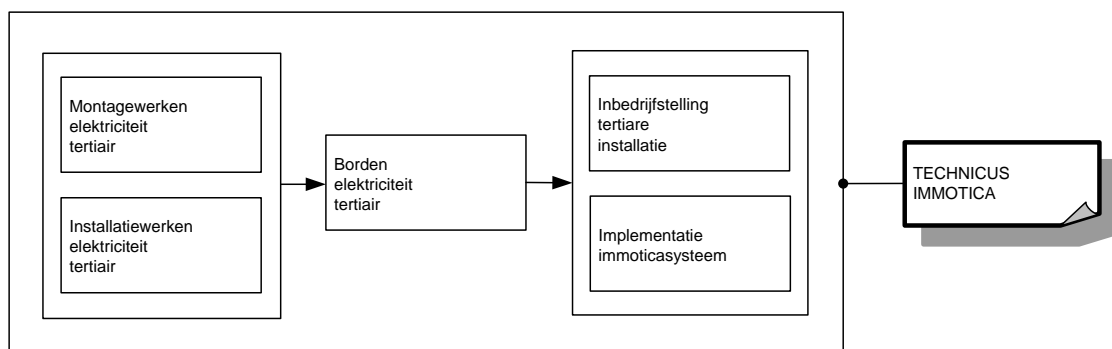 Montagewerken
elektriciteit
tertiair
Installatiewerken
elektriciteit
tertiair
Borden
elektriciteit
tertiair
Inbedrijfstelling
tertiare
installatie
Implementatie
immoticasysteem
TECHNICUS
IMMOTICA